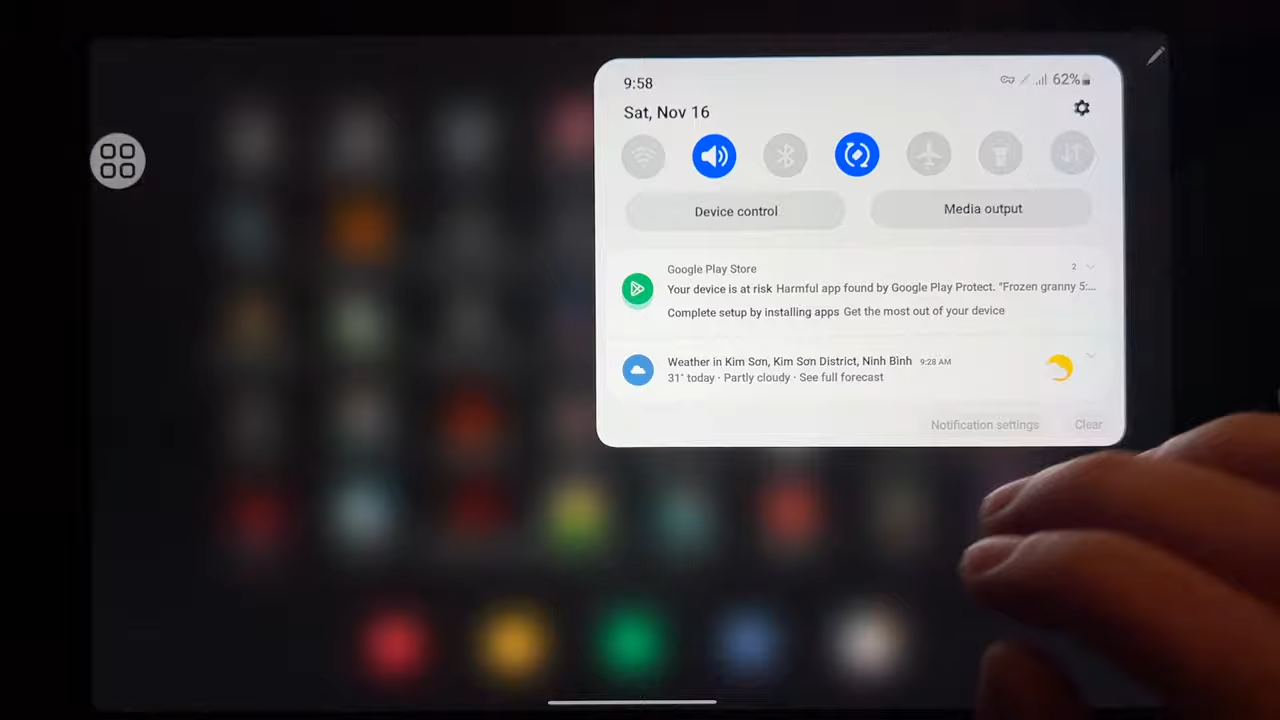 9:58
62%
Sat, Nov 16
Device control
Media output
Google Play Store
2
Your device is at risk Harmful app found by Google Play Protect. "Frozen granny 5:...
Complete setup by installing apps Get the most out of your device
Weather in Kim Sơn, Kim Sơn District, Ninh Bình 9:28 AM
31° today · Partly cloudy · See full forecast
Notification settings
Clear